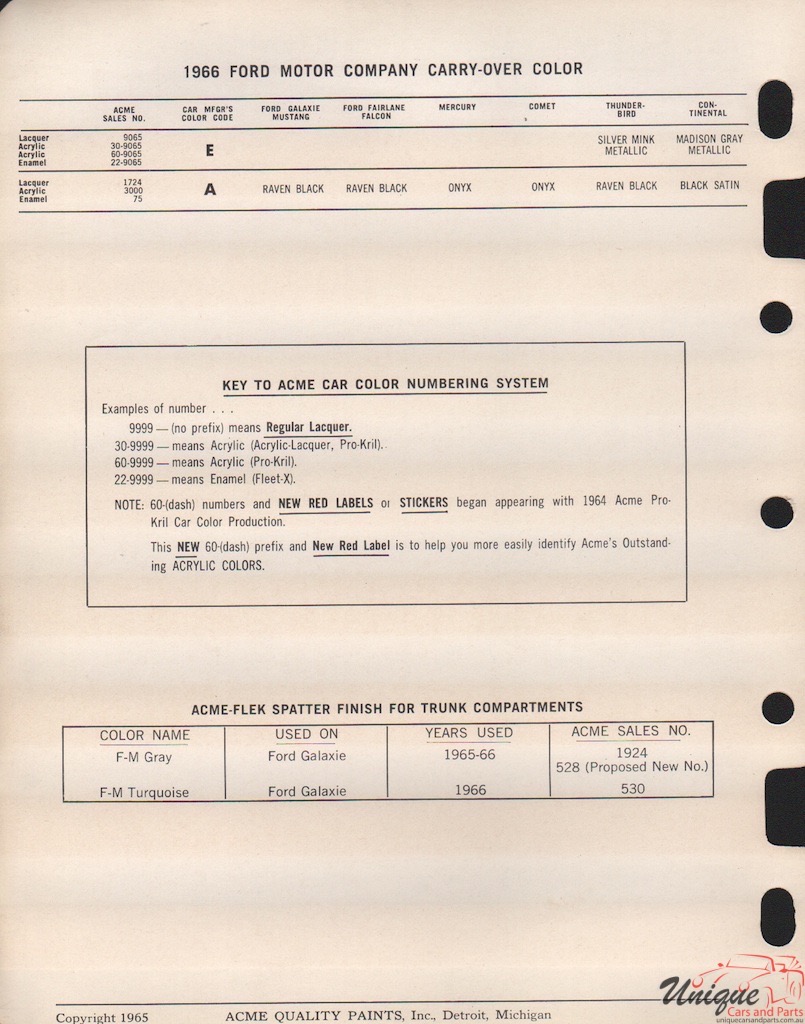 1966 FORD MOTOR COMPANY CARRY-OVER COLOR
ACME SALES NO. CAR MFGR'S COLOR CODE FORD GALAXIE MUSTANG FORD FAIRLANE FALCON MERCURY COMET THUNDER-BIRD CON-TINENTAL
Lacquer 9065
Acrylic 30-9065
Acrylic 60-9065
Enamel 22-9065
E SILVER MINK METALLIC MADISON GRAY METALLIC
Lacquer 1724
Acrylic 3000
Enamel 75
A RAVEN BLACK RAVEN BLACK ONYX ONYX RAVEN BLACK BLACK SATIN
KEY TO ACME CAR COLOR NUMBERING SYSTEM
Examples of number . . .
9999 — (no prefix) means Regular Lacquer.
30-9999 — means Acrylic (Acrylic-Lacquer, Pro-Kril).
60-9999 — means Acrylic (Pro-Kril).
22-9999 — means Enamel (Fleet-X).
NOTE: 60-(dash) numbers and NEW RED LABELS or STICKERS began appearing with 1964 Acme Pro-
Kril Car Color Production.
This NEW 60-(dash) prefix and New Red Label is to help you more easily identify Acme's Outstand-
ing ACRYLIC COLORS.
ACME-FLEK SPATTER FINISH FOR TRUNK COMPARTMENTS
COLOR NAME USED ON YEARS USED ACME SALES NO.
F-M Gray Ford Galaxie 1965-66 1924
528 (Proposed New No.)
F-M Turquoise Ford Galaxie 1966 530
Copyright 1965 ACME QUALITY PAINTS, Inc., Detroit, Michigan
Unique
Cars and Parts
uniquecarsandparts.com.au